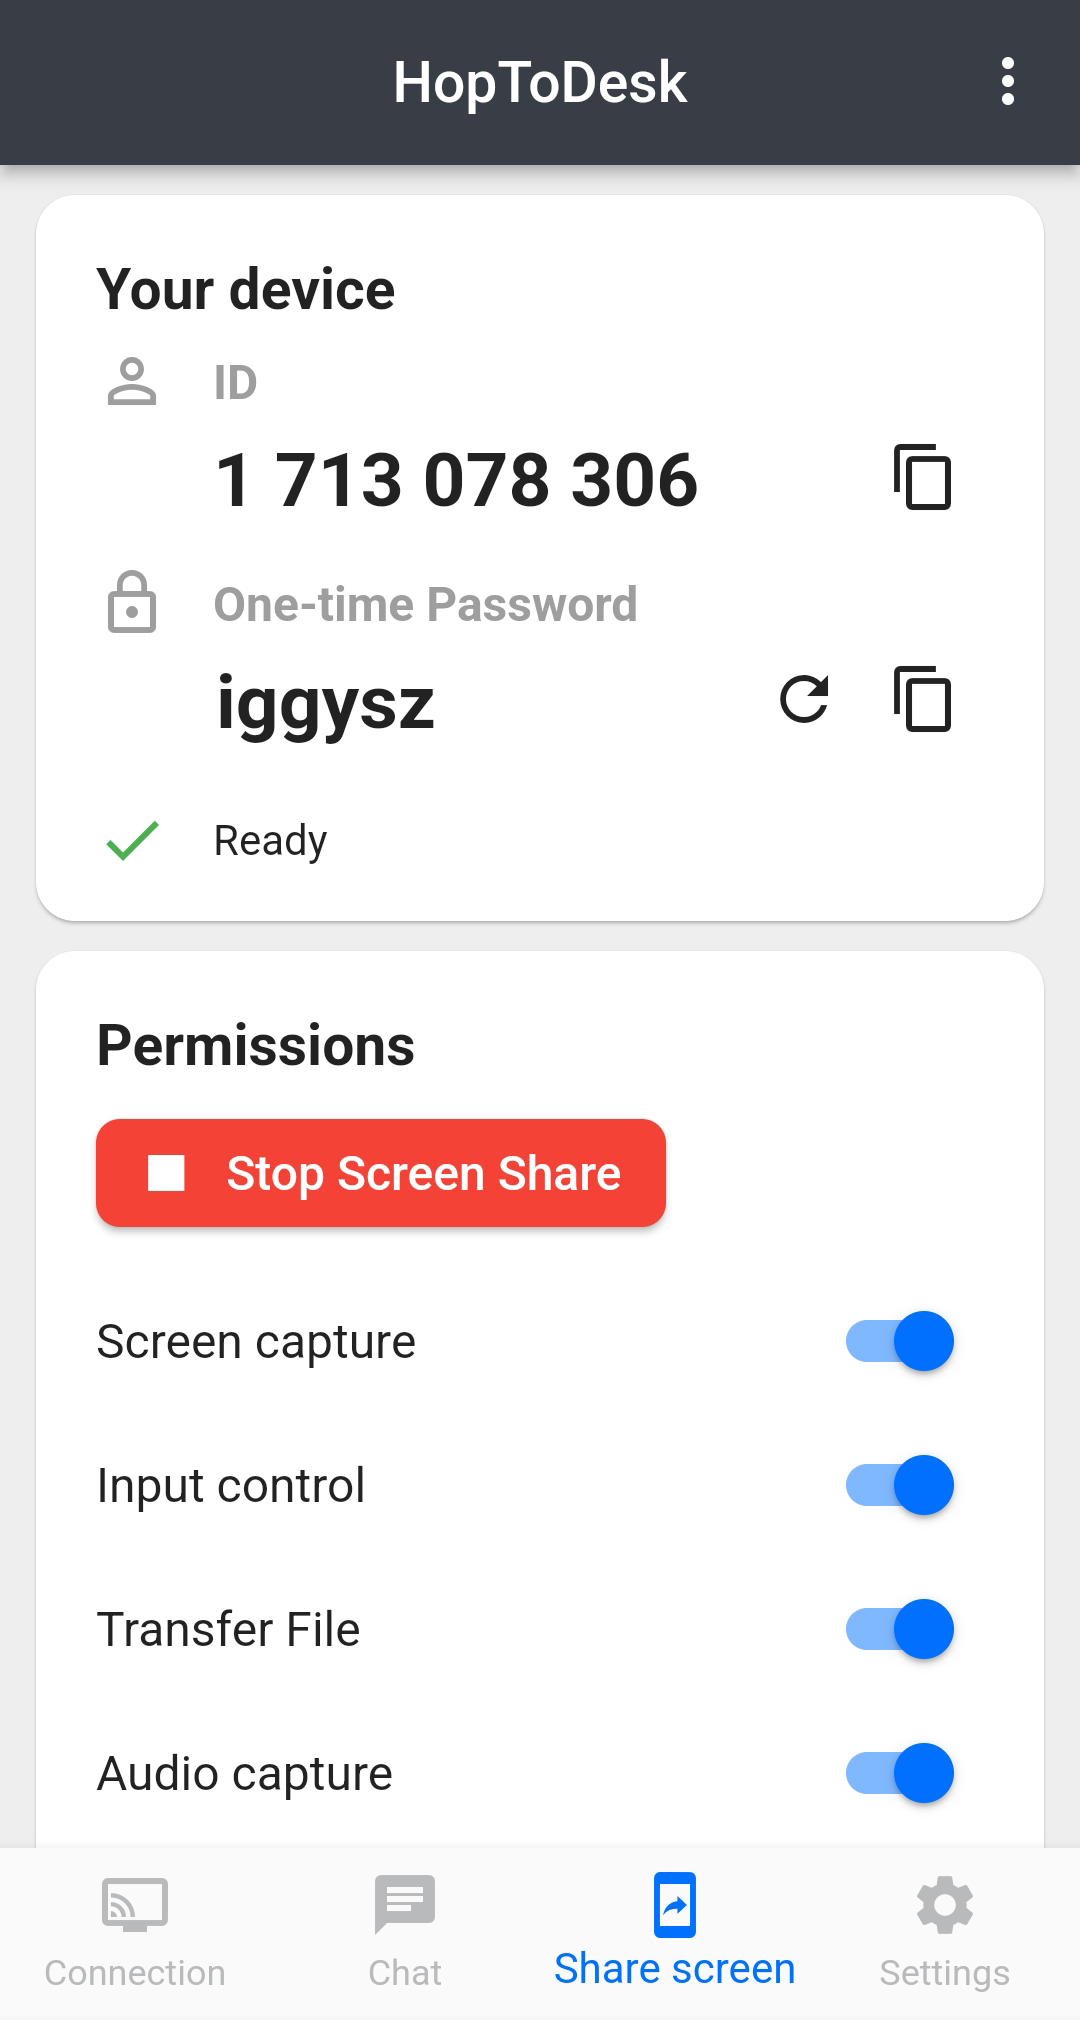 HopToDesk
Your device
ID
1 713 078 306
One-time Password
iggysz
Ready
Permissions
Stop Screen Share
Screen capture
Input control
Transfer File
Audio capture
Connection
Chat
Share screen
Settings